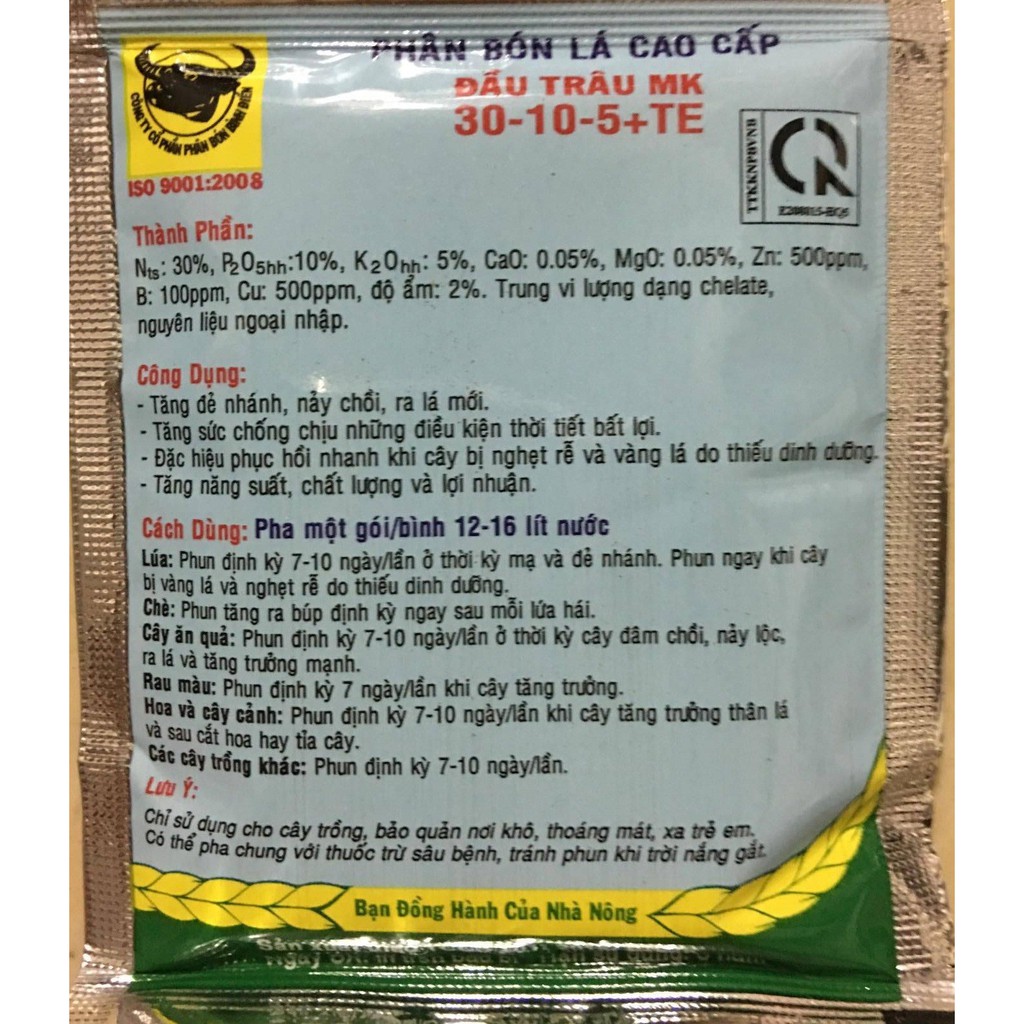 PHÂN BÓN LÁ CAO CẤP
ĐẦU TRÂU MK
30-10-5+TE
CÔNG TY CỔ PHẦN PHÂN BÓN BÌNH ĐIỀN
ISO 9001:2008
TTKKNPBVNB
Thành Phần:
Nts: 30%, P2O5hh:10%, K2Ohh: 5%, CaO: 0.05%, MgO: 0.05%, Zn: 500ppm,
B: 100ppm, Cu: 500ppm, độ ẩm: 2%. Trung vi lượng dạng chelate,
nguyên liệu ngoại nhập.
Công Dụng:
- Tăng đẻ nhánh, nảy chồi, ra lá mới.
- Tăng sức chống chịu những điều kiện thời tiết bất lợi.
- Đặc hiệu phục hồi nhanh khi cây bị nghẹt rễ và vàng lá do thiếu dinh dưỡng.
- Tăng năng suất, chất lượng và lợi nhuận.
Cách Dùng: Pha một gói/bình 12-16 lít nước
Lúa: Phun định kỳ 7-10 ngày/lần ở thời kỳ mạ và đẻ nhánh. Phun ngay khi cây
bị vàng lá và nghẹt rễ do thiếu dinh dưỡng.
Chè: Phun tăng ra búp định kỳ ngay sau mỗi lứa hái.
Cây ăn quả: Phun định kỳ 7-10 ngày/lần ở thời kỳ cây đâm chồi, nảy lộc,
ra lá và tăng trưởng mạnh.
Rau màu: Phun định kỳ 7 ngày/lần khi cây tăng trưởng.
Hoa và cây cảnh: Phun định kỳ 7-10 ngày/lần khi cây tăng trưởng thân lá
và sau cắt hoa hay tỉa cây.
Các cây trồng khác: Phun định kỳ 7-10 ngày/lần.
Lưu Ý:
Chỉ sử dụng cho cây trồng, bảo quản nơi khô, thoáng mát, xa trẻ em.
Có thể pha chung với thuốc trừ sâu bệnh, tránh phun khi trời nắng gắt.
Bạn Đồng Hành Của Nhà Nông